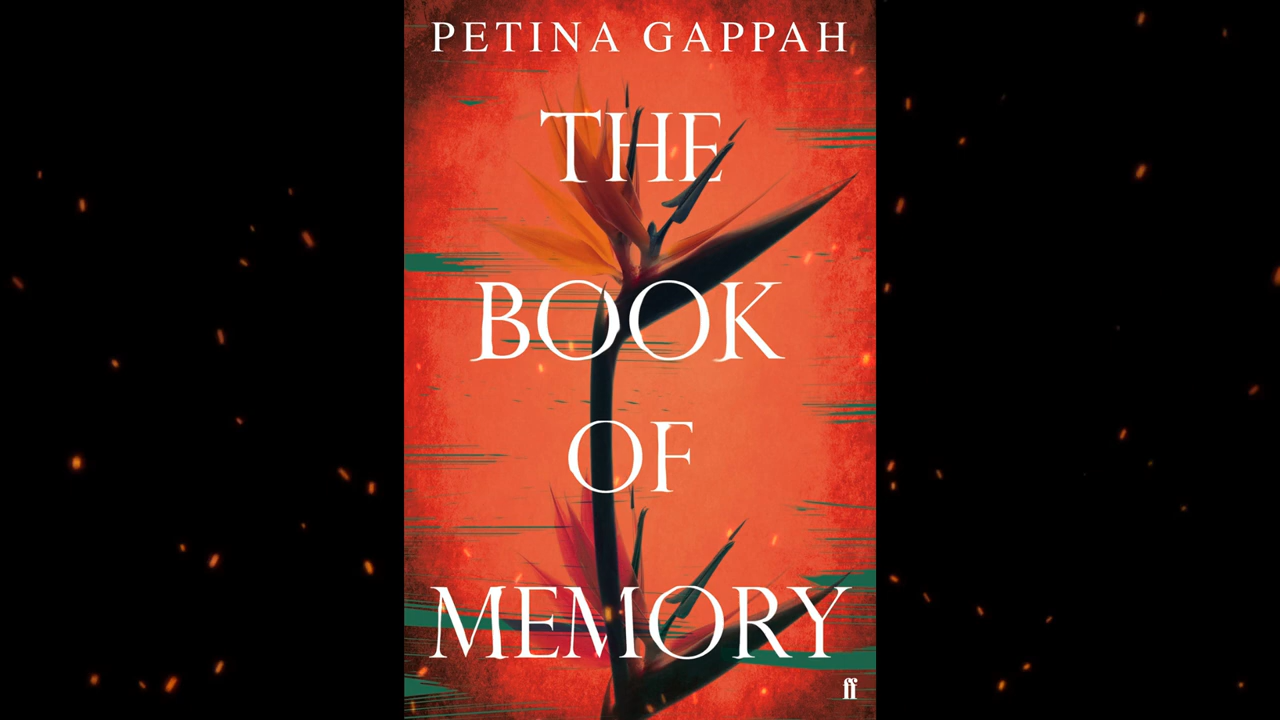 PETINA GAPPAH
THE
BOOK
OF
MEMORY
ff